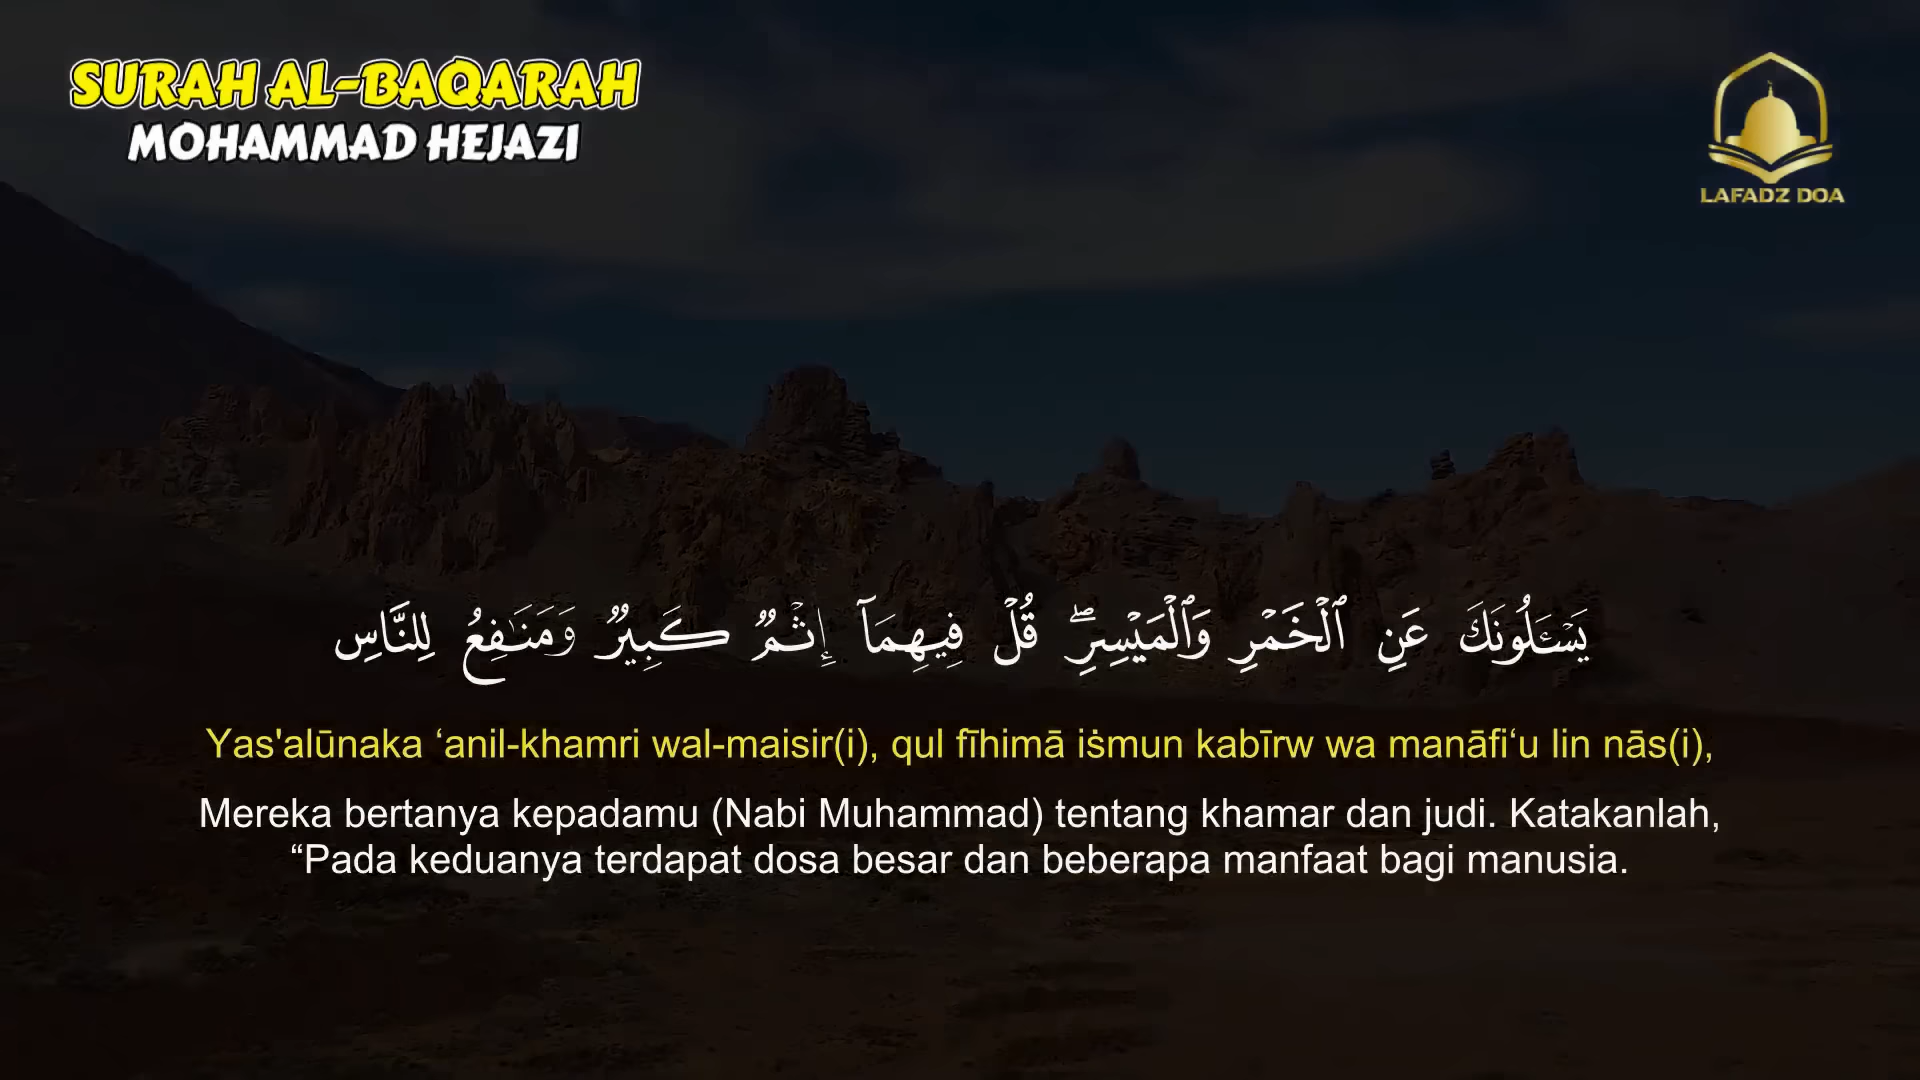 SURAH AL-BAQARAH
MOHAMMAD HEJAZI
LAFADZ DOA
يَسْـَٔلُونَكَ عَنِ ٱلْخَمْرِ وَٱلْمَيْسِرِۖ قُلْ فِيهِمَآ إِثْمٌۭ كَبِيرٌۭ وَمَنَـٰفِعُ لِلنَّاسِ
Yas'alūnaka ‘anil-khamri wal-maisir(i), qul fīhimā iṡmun kabīrw wa manāfi‘u lin nās(i),
Mereka bertanya kepadamu (Nabi Muhammad) tentang khamar dan judi. Katakanlah,
“Pada keduanya terdapat dosa besar dan beberapa manfaat bagi manusia.